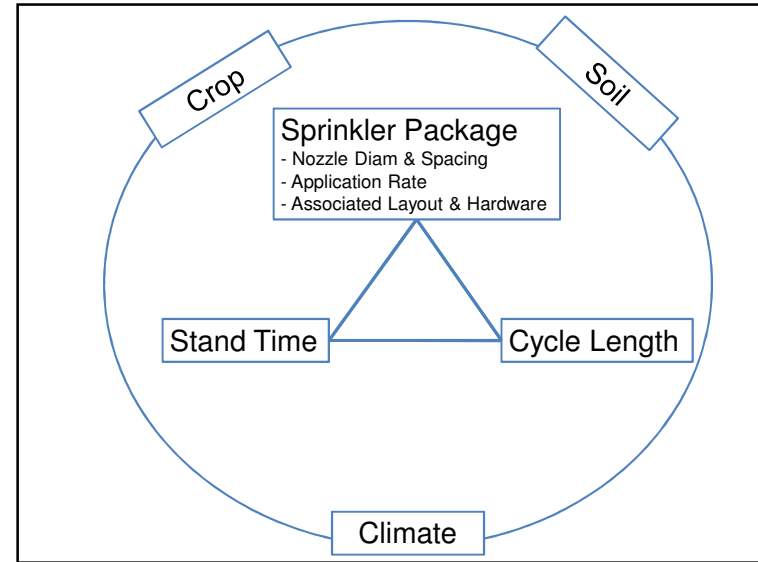 Crop
Soil
Sprinkler Package
- Nozzle Diam & Spacing
- Application Rate
- Associated Layout & Hardware
Stand Time
Cycle Length
Climate